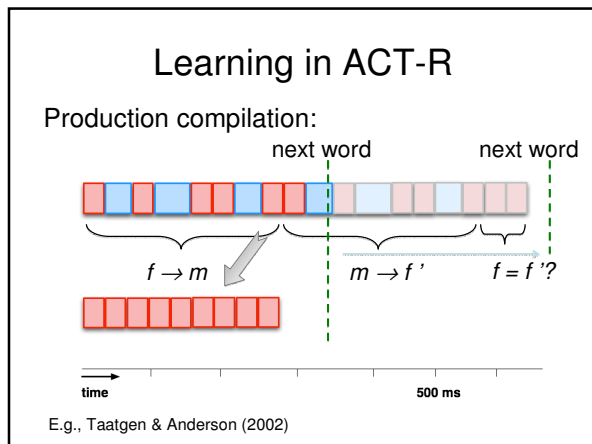 Learning in ACT-R
Production compilation:
next word next word
f → m m → f ' f = f '?
time 500 ms
E.g., Taatgen & Anderson (2002)